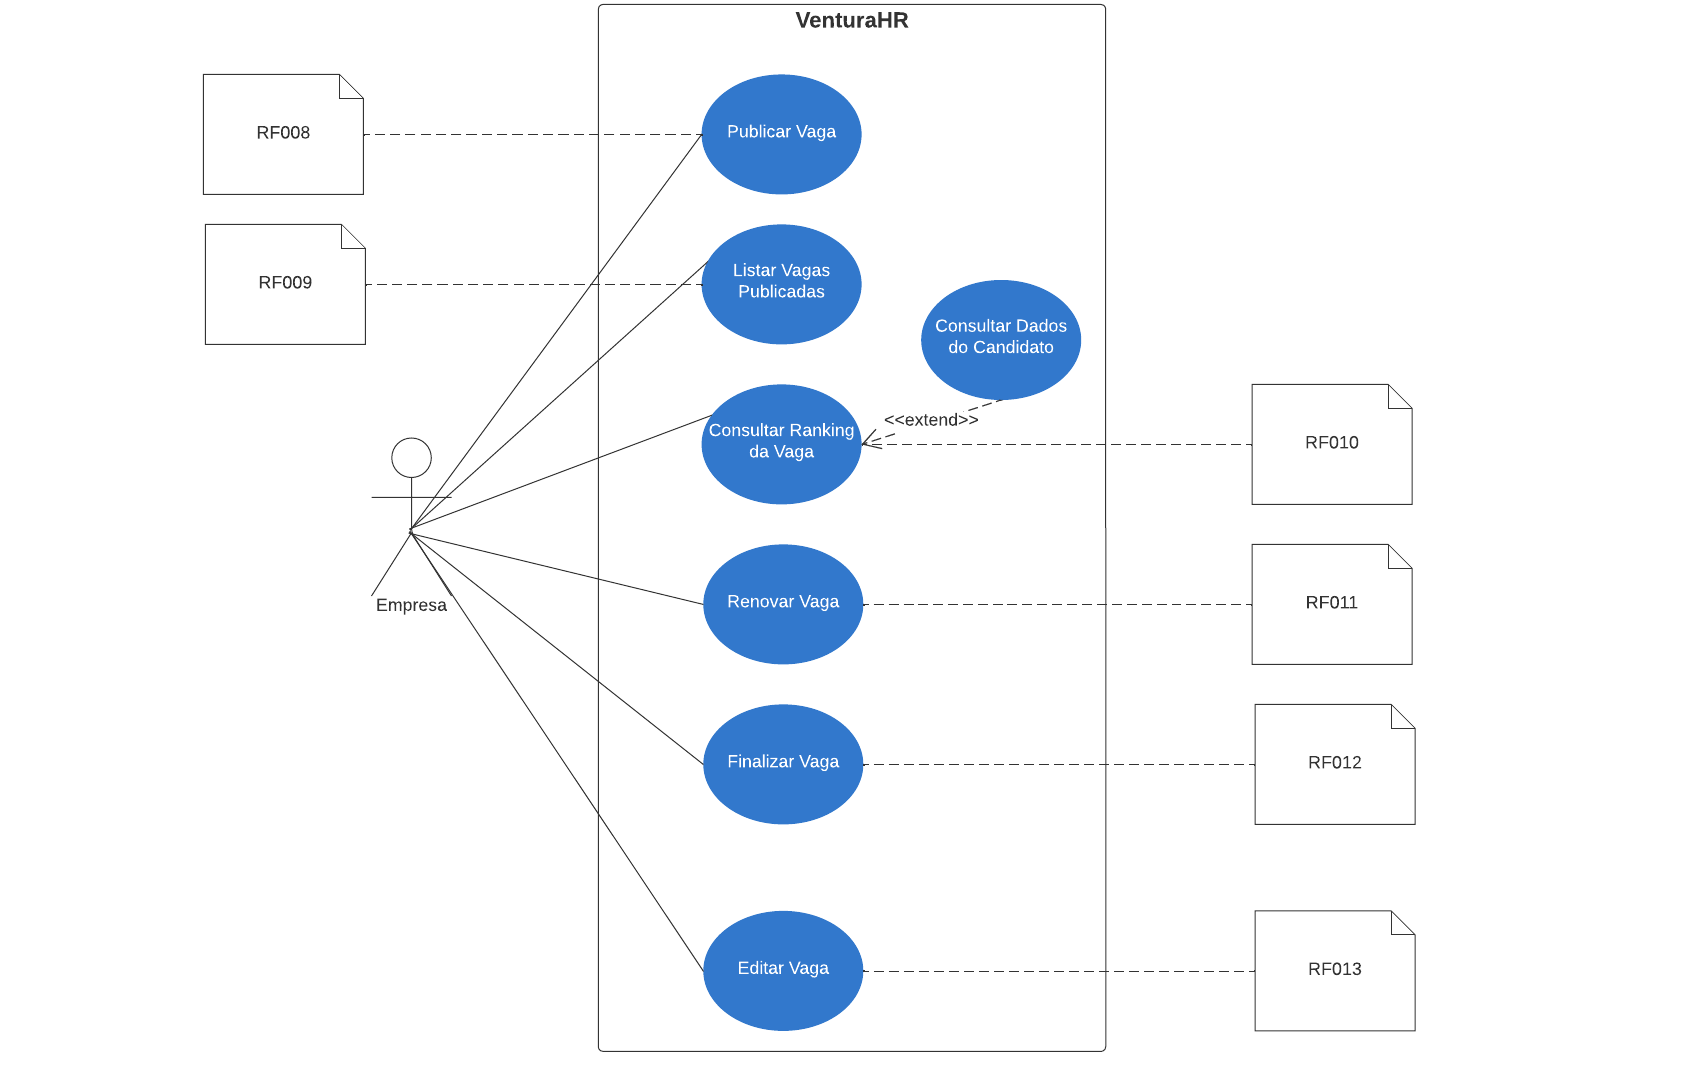 VenturaHR
RF008
Publicar Vaga
RF009
Listar Vagas
Publicadas
Consultar Dados
do Candidato
<<extend>>
Consultar Ranking
da Vaga
RF010
Empresa
Renovar Vaga
RF011
Finalizar Vaga
RF012
Editar Vaga
RF013